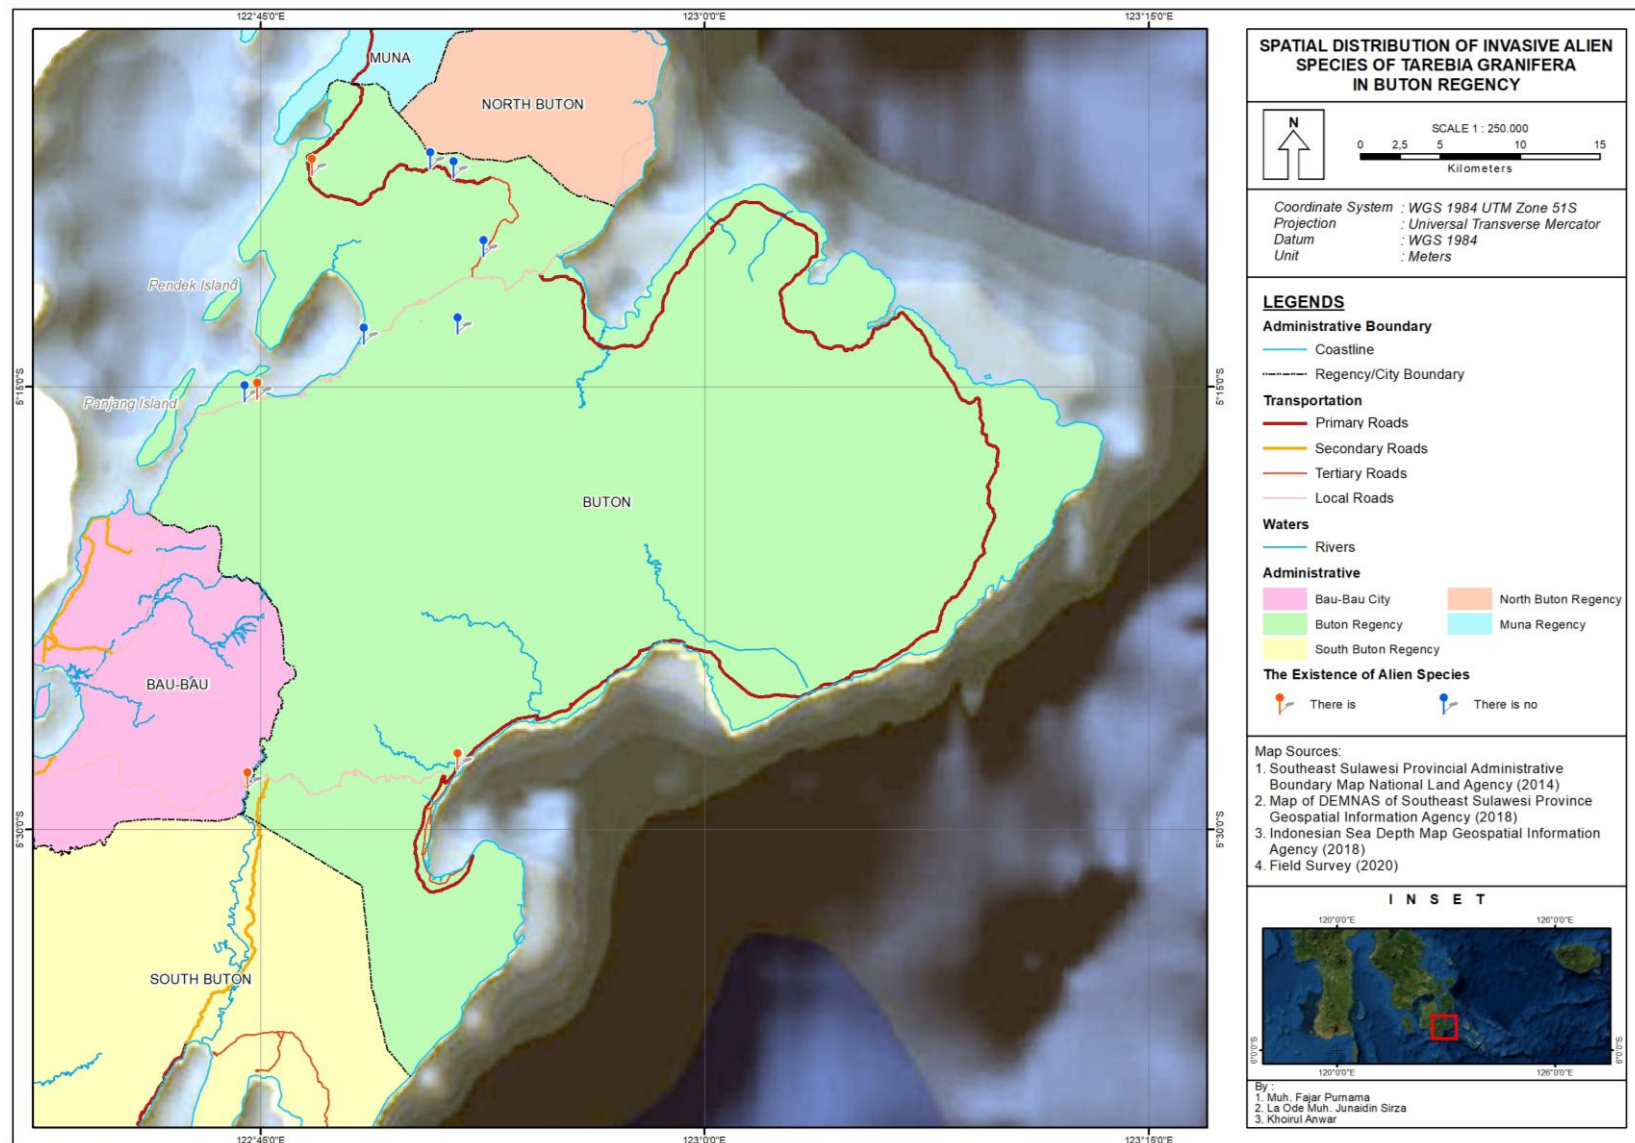 122°45'0"E
123°0'0"E
123°15'0"E
MUNA
NORTH BUTON
Pendek Island
5°15'0"S
5°15'0"S
Panjang Island
BUTON
BAU-BAU
5°30'0"S
5°30'0"S
SOUTH BUTON
122°45'0"E
123°0'0"E
123°15'0"E
SPATIAL DISTRIBUTION OF INVASIVE ALIEN
SPECIES OF TAREBIA GRANIFERA
IN BUTON REGENCY
N
SCALE 1 : 250.000
0 2,5 5 10 15
Kilometers
Coordinate System : WGS 1984 UTM Zone 51S
Projection : Universal Transverse Mercator
Datum : WGS 1984
Unit : Meters
LEGENDS
Administrative Boundary
Coastline
Regency/City Boundary
Transportation
Primary Roads
Secondary Roads
Tertiary Roads
Local Roads
Waters
Rivers
Administrative
Bau-Bau City North Buton Regency
Buton Regency Muna Regency
South Buton Regency
The Existence of Alien Species
There is There is no
Map Sources:
1. Southeast Sulawesi Provincial Administrative
Boundary Map National Land Agency (2014)
2. Map of DEMNAS of Southeast Sulawesi Province
Geospatial Information Agency (2018)
3. Indonesian Sea Depth Map Geospatial Information
Agency (2018)
4. Field Survey (2020)
I N S E T
120°0'0"E 126°0'0"E
6°0'0"S 6°0'0"S
120°0'0"E 126°0'0"E
By :
1. Muh. Fajar Purnama
2. La Ode Muh. Junaidin Sirza
3. Khoirul Anwar